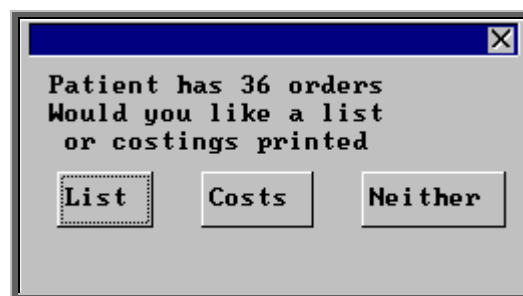 Patient has 36 orders
Would you like a list
or costings printed
List Costs Neither